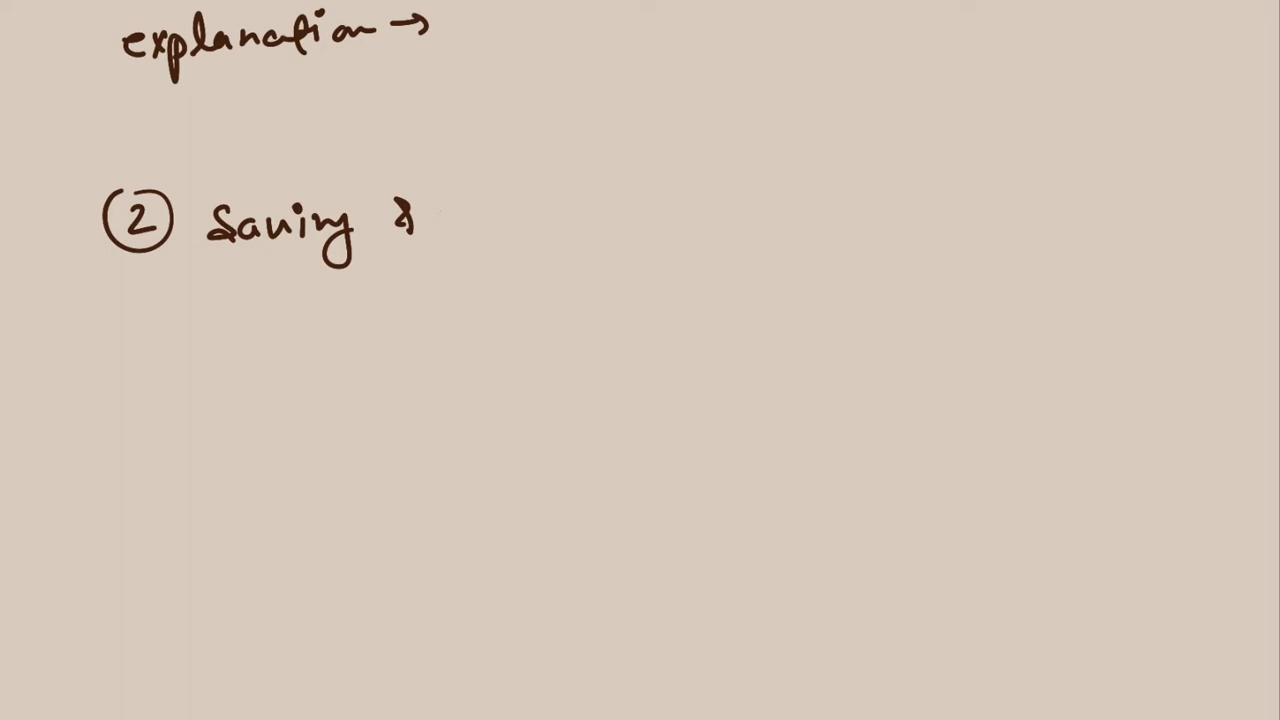 explanation →
② Saving &